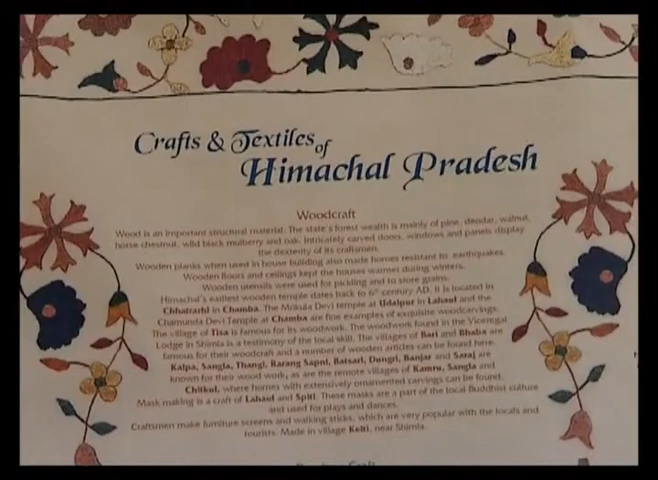 Crafts & Textiles
of
Himachal Pradesh
Woodcraft
Wood is an important structural material. The state's forest wealth is mainly of pine, deodar, walnut,
horse chestnut, wild black mulberry and oak. Intricately carved doors, windows and panels display
the dexterity of its craftsmen.
Wooden planks when used in house building also made homes resistant to earthquakes.
Wooden floors and ceilings kept the houses warmer during winters.
Wooden utensils were used for pickling and to store grains.
Himachal's earliest wooden temple dates back to 6th century AD. It is located in
Chhatrarhi in Chamba. The Mrikula Devi temple at Udaipur in Lahaul and the
Chamunda Devi Temple at Chamba are fine examples of exquisite woodcarvings.
The village of Tisa is famous for its woodwork. The woodwork found in the Viceregal
Lodge in Shimla is a testimony of the local skill. The villages of Bari and Bhaba are
famous for their woodcraft and a number of wooden articles can be found here.
Kalpa, Sangla, Thangi, Rarang Sapni, Batsari, Dungri, Banjar and Saraj are
known for their wood work, as are the remote villages of Kamru, Sangla and
Chitkul, where homes with extensively ornamented carvings can be found.
Mask making is a craft of Lahaul and Spiti. These masks are a part of the local Buddhist culture
and used for plays and dances.
Craftsmen make furniture screens and walking sticks, which are very popular with the locals and
tourists. Made in village Kelti, near Shimla.